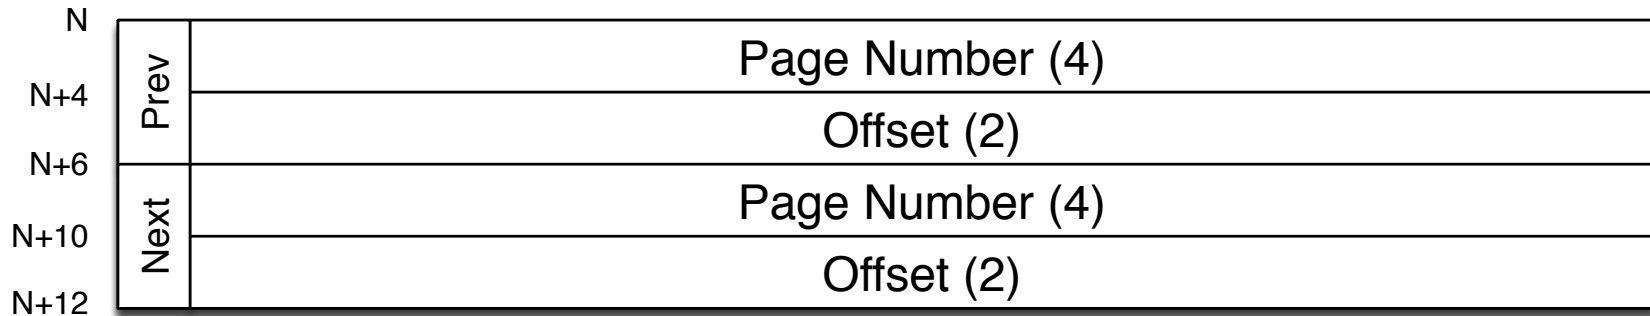 N
Prev
Page Number (4)
N+4
Offset (2)
N+6
Next
Page Number (4)
N+10
Offset (2)
N+12